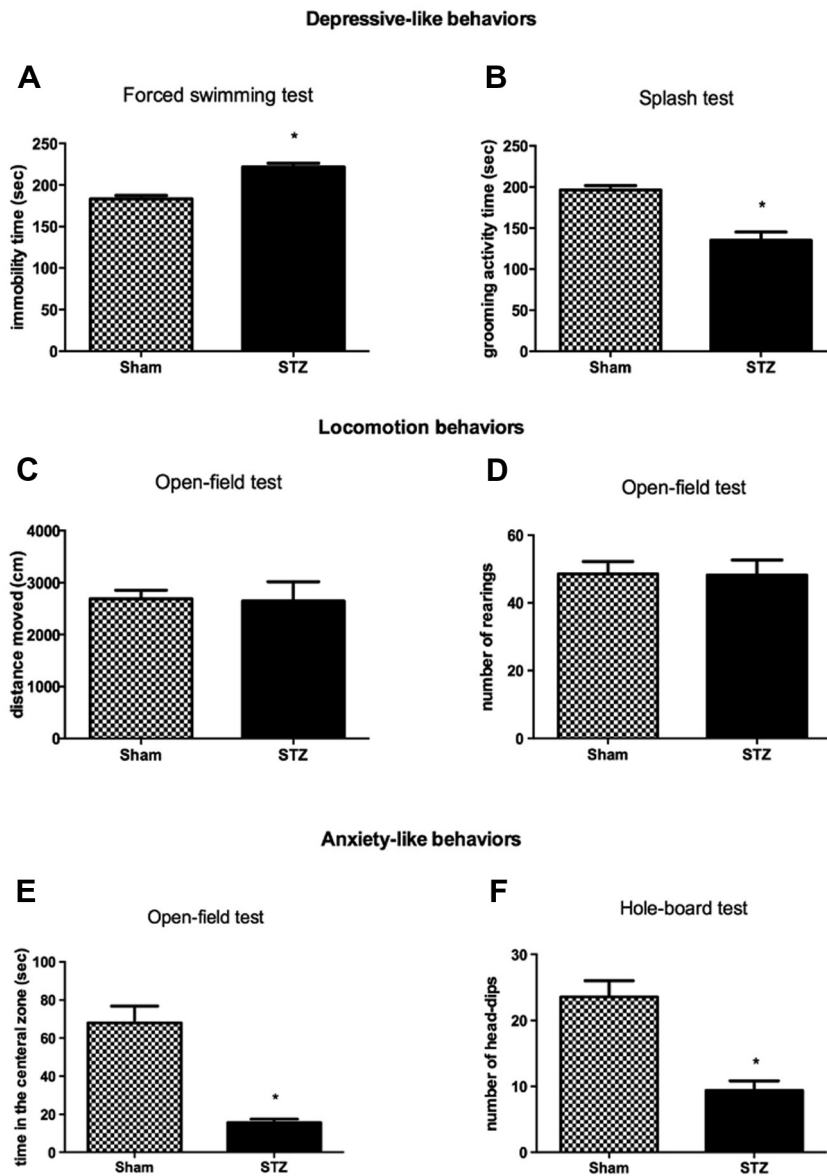 Depressive-like behaviors
A
Forced swimming test
immobility time (sec)
250
200
150
100
50
0
*
Sham
STZ
B
Splash test
grooming activity time (sec)
250
200
150
100
50
0
*
Sham
STZ
Locomotion behaviors
C
Open-field test
distance moved (cm)
4000
3000
2000
1000
0
Sham
STZ
D
Open-field test
number of rearings
60
40
20
0
Sham
STZ
Anxiety-like behaviors
E
Open-field test
time in the centeral zone (sec)
100
80
60
40
20
0
*
Sham
STZ
F
Hole-board test
number of head-dips
30
20
10
0
*
Sham
STZ